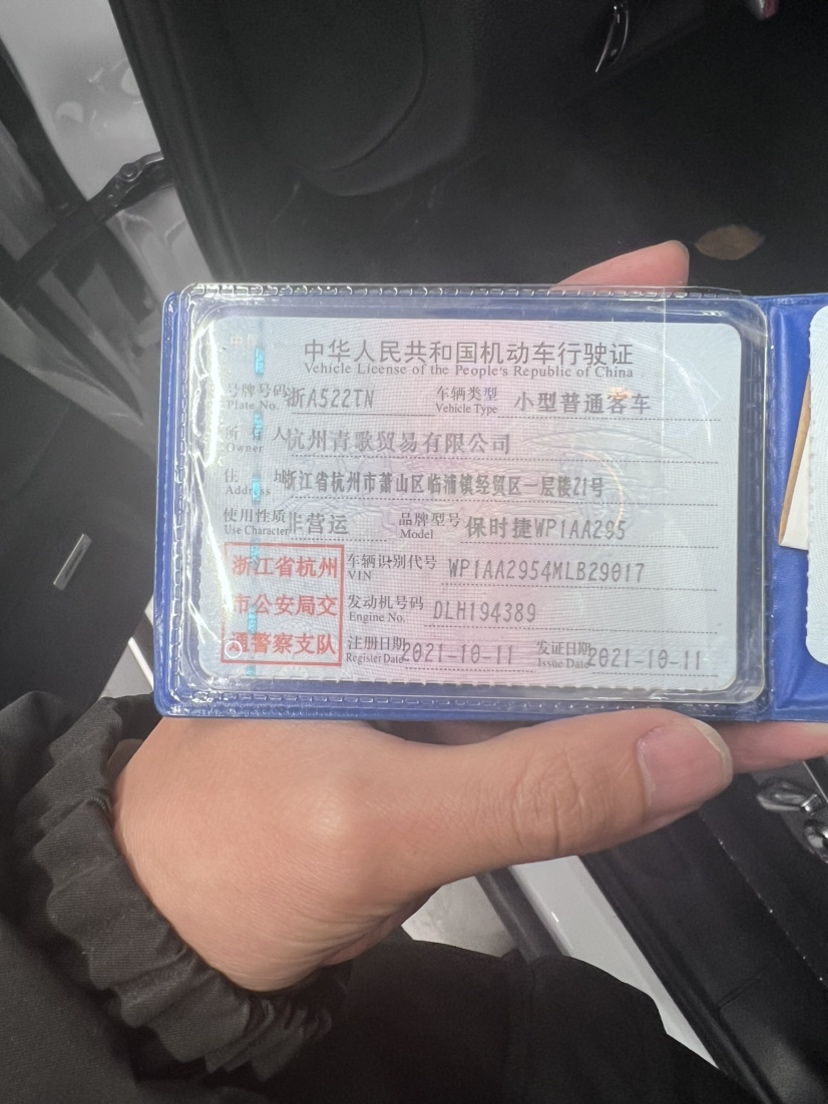 中华人民共和国机动车行驶证
Vehicle License of the People's Republic of China
号牌号码 浙A522TN 车辆类型 小型普通客车
Plate No. Vehicle Type
所有人 杭州青歌贸易有限公司
Owner
住 址 浙江省杭州市萧山区临浦镇经贸区一层楼21号
Address
使用性质 非营运 品牌型号 保时捷WP1AA295
Use Character Model
浙江省杭州 车辆识别代号 WP1AA2954MLB29017
VIN
市公安局交 发动机号码 DLH194389
Engine No.
通警察支队 注册日期 2021-10-11 发证日期 2021-10-11
Register Date Issue Date